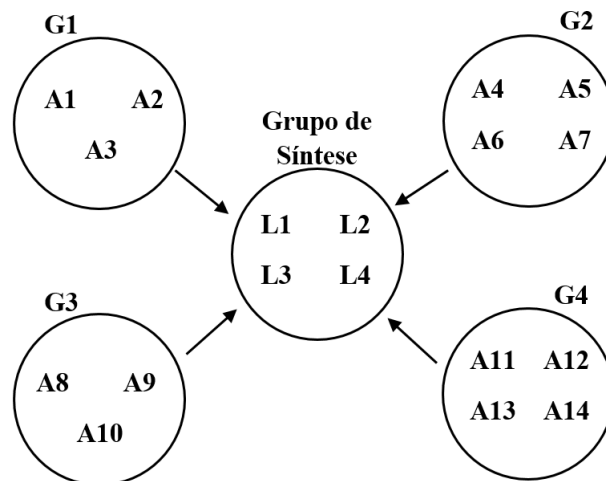 G1
A1 A2
A3
G2
A4 A5
A6 A7
Grupo de
Síntese
L1 L2
L3 L4
G3
A8 A9
A10
G4
A11 A12
A13 A14